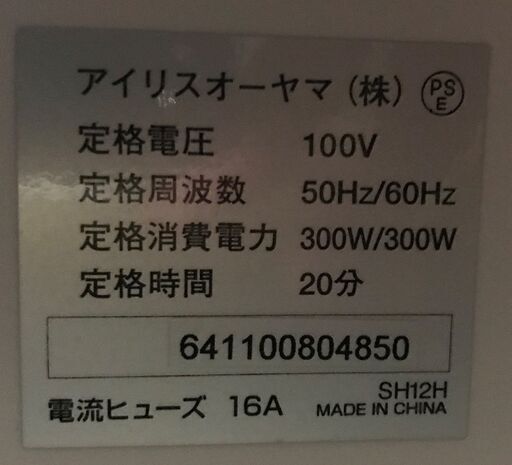 アイリスオーヤマ（株） PSE
定格電圧 100V
定格周波数 50Hz/60Hz
定格消費電力 300W/300W
定格時間 20分
641100804850
SH12H
電流ヒューズ 16A MADE IN CHINA